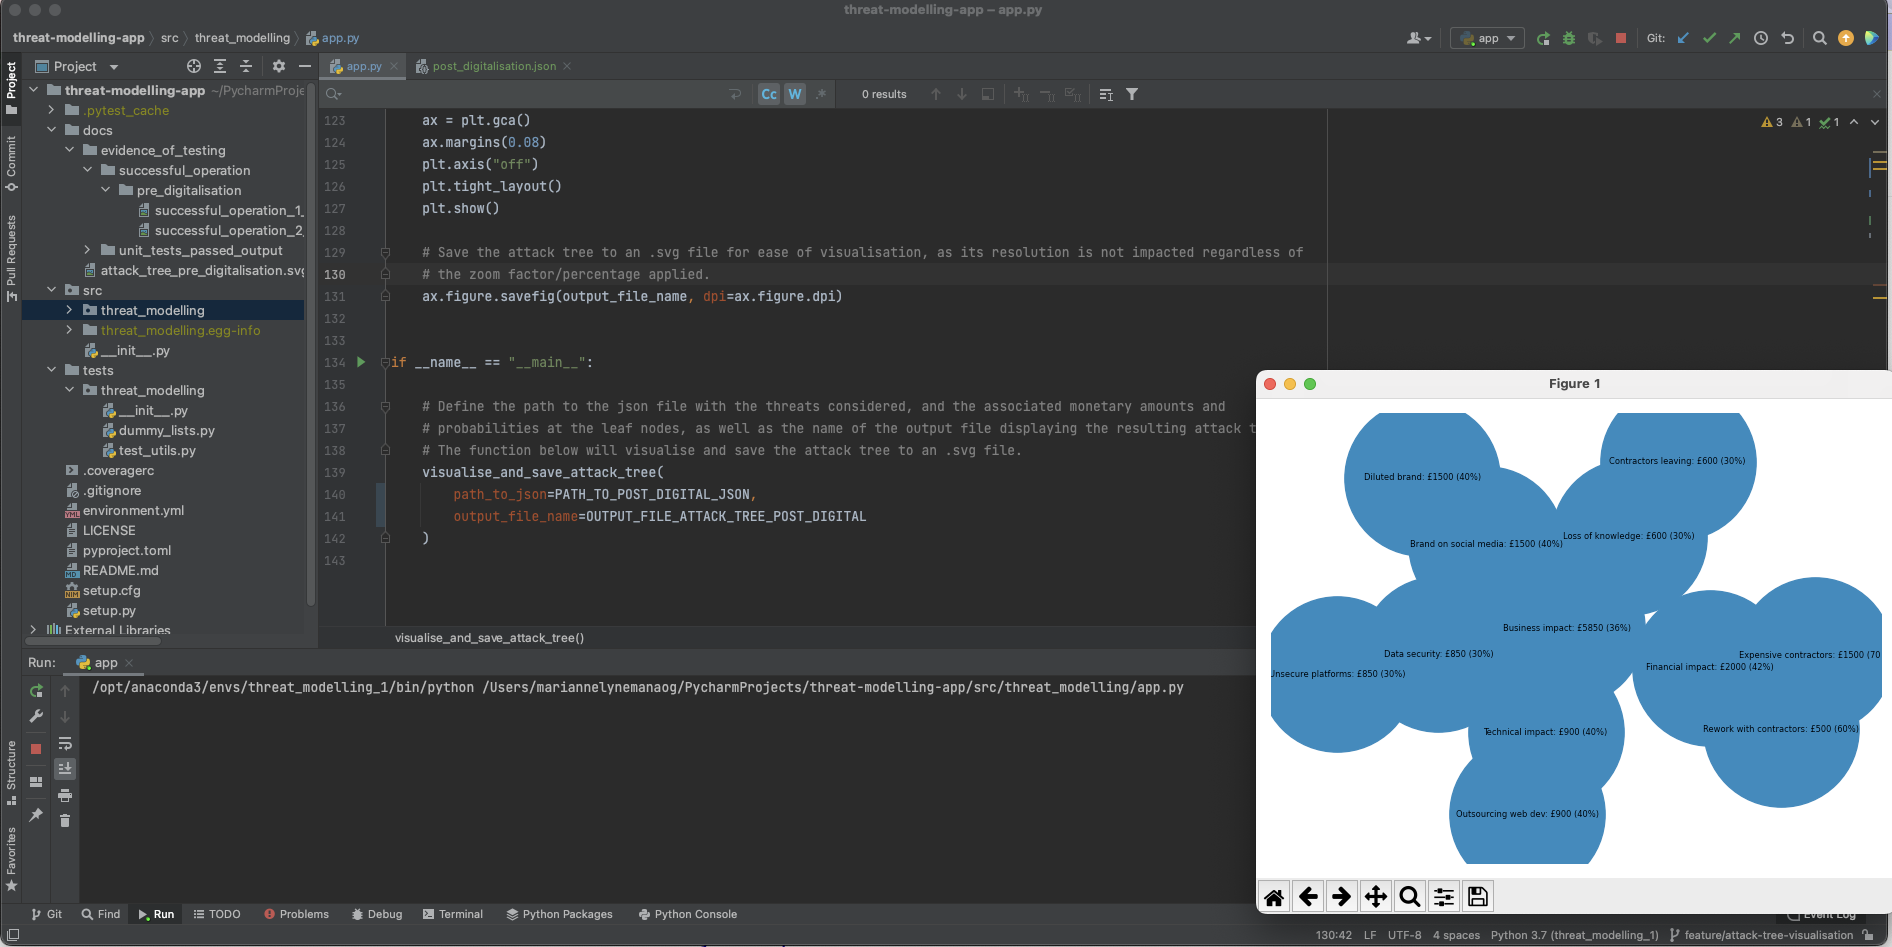 threat-modelling-app – app.py
threat-modelling-app
src
threat_modelling
app.py
app
Git:
Project
app.py
post_digitalisation.json
Project
Commit
Pull Requests
Structure
Favorites
threat-modelling-app ~/PycharmProje
.pytest_cache
docs
evidence_of_testing
successful_operation
pre_digitalisation
successful_operation_1_
successful_operation_2_
unit_tests_passed_output
attack_tree_pre_digitalisation.svg
src
threat_modelling
threat_modelling.egg-info
__init__.py
tests
threat_modelling
__init__.py
dummy_lists.py
test_utils.py
.coveragerc
.gitignore
environment.yml
LICENSE
pyproject.toml
README.md
setup.cfg
setup.py
External Libraries
Cc W .* 0 results
3 1 1
123 ax = plt.gca()
124 ax.margins(0.08)
125 plt.axis("off")
126 plt.tight_layout()
127 plt.show()
128
129 # Save the attack tree to an .svg file for ease of visualisation, as its resolution is not impacted regardless of
130 # the zoom factor/percentage applied.
131 ax.figure.savefig(output_file_name, dpi=ax.figure.dpi)
132
133
134 if __name__ == "__main__":
135
136 # Define the path to the json file with the threats considered, and the associated monetary amounts and
137 # probabilities at the leaf nodes, as well as the name of the output file displaying the resulting attack t
138 # The function below will visualise and save the attack tree to an .svg file.
139 visualise_and_save_attack_tree(
140 path_to_json=PATH_TO_POST_DIGITAL_JSON,
141 output_file_name=OUTPUT_FILE_ATTACK_TREE_POST_DIGITAL
142 )
143
visualise_and_save_attack_tree()
Run: app
/opt/anaconda3/envs/threat_modelling_1/bin/python /Users/mariannelynemanaog/PycharmProjects/threat-modelling-app/src/threat_modelling/app.py
Figure 1
Contractors leaving: £600 (30%)
Diluted brand: £1500 (40%)
Loss of knowledge: £600 (30%)
Brand on social media: £1500 (40%)
Business impact: £5850 (36%)
Data security: £850 (30%)
Expensive contractors: £1500 (70
Financial impact: £2000 (42%)
Unsecure platforms: £850 (30%)
Rework with contractors: £500 (60%)
Technical impact: £900 (40%)
Outsourcing web dev: £900 (40%)
Git
Find
Run
TODO
Problems
Debug
Terminal
Python Packages
Python Console
Event Log
130:42 LF UTF-8 4 spaces Python 3.7 (threat_modelling_1) feature/attack-tree-visualisation